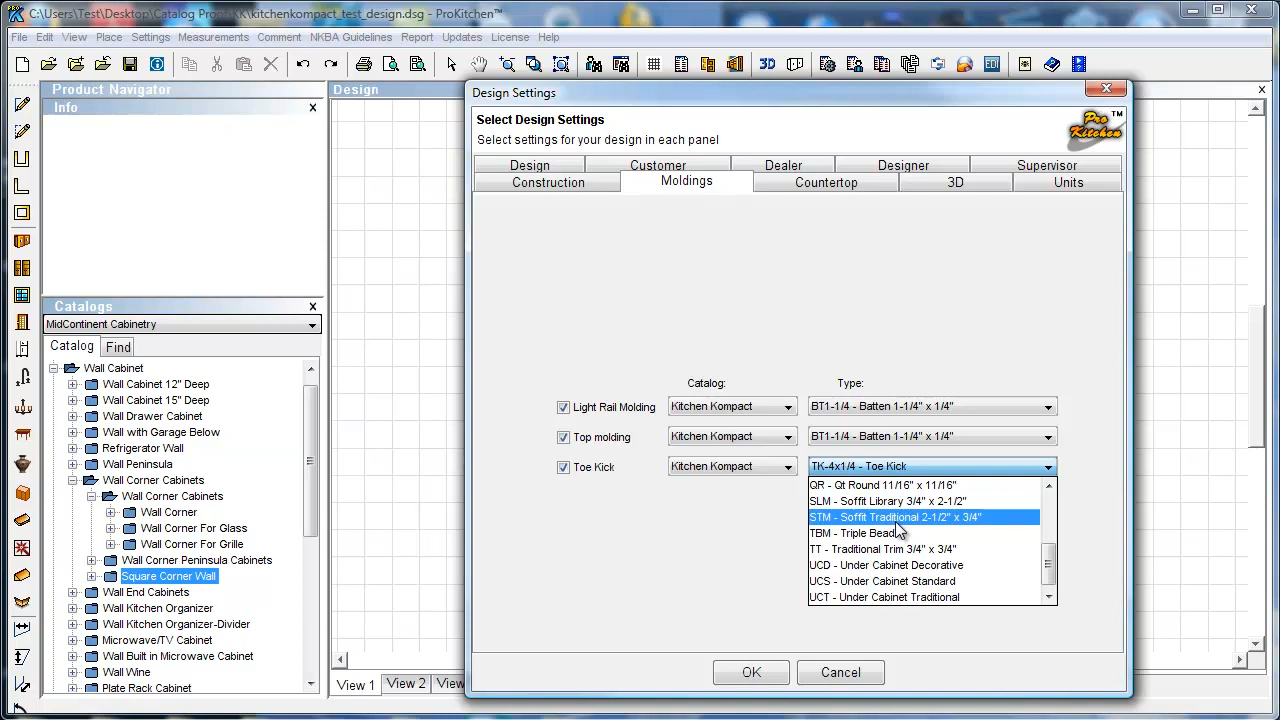 C:\Users\Test\Desktop\Catalog Promo\KK\kitchenkompact_test_design.dsg - ProKitchen™
File Edit View Place Settings Measurements Comment NKBA Guidelines Report Updates License Help
3D
EDI
Product Navigator
Info
Catalogs
MidContinent Cabinetry
Catalog Find
Wall Cabinet
Wall Cabinet 12" Deep
Wall Cabinet 15" Deep
Wall Drawer Cabinet
Wall with Garage Below
Refrigerator Wall
Wall Peninsula
Wall Corner Cabinets
Wall Corner Cabinets
Wall Corner
Wall Corner For Grille
Wall Corner For Grille
Wall Corner Peninsula Cabinets
Square Corner Wall
Wall End Cabinets
Wall Kitchen Organizer
Wall Kitchen Organizer-Divider
Microwave/TV Cabinet
Wall Built in Microwave Cabinet
Wall Wine
Plate Rack Cabinet
Design
View 1 View 2
Design Settings
Select Design Settings
Select settings for your design in each panel
Pro Kitchen ™
Design Customer Dealer Designer Supervisor
Construction Moldings Countertop 3D Units
Catalog: Type:
Light Rail Molding Kitchen Kompact BT1-1/4 - Batten 1-1/4" x 1/4"
Top molding Kitchen Kompact BT1-1/4 - Batten 1-1/4" x 1/4"
Toe Kick Kitchen Kompact TK-4x1/4 - Toe Kick
QR - Qt Round 11/16" x 11/16"
SLM - Soffit Library 3/4" x 2-1/2"
STM - Soffit Traditional 2-1/2" x 3/4"
TBM - Triple Bead
TT - Traditional Trim 3/4" x 3/4"
UCD - Under Cabinet Decorative
UCS - Under Cabinet Standard
UCT - Under Cabinet Traditional
OK Cancel